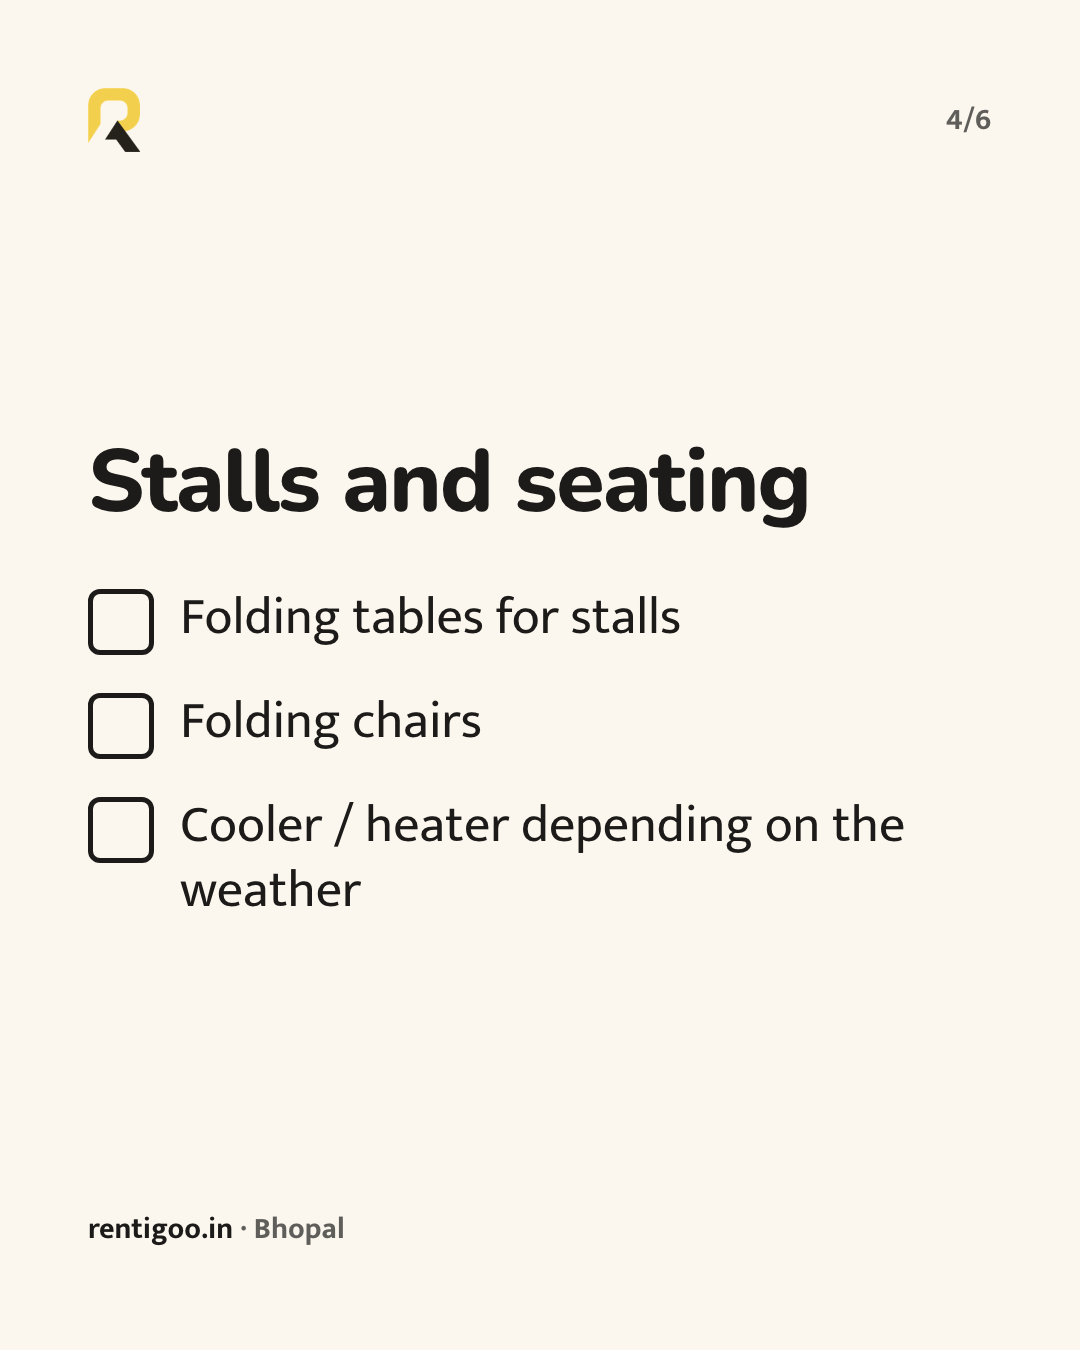 4/6
Stalls and seating
Folding tables for stalls
Folding chairs
Cooler / heater depending on the
weather
rentigoo.in · Bhopal